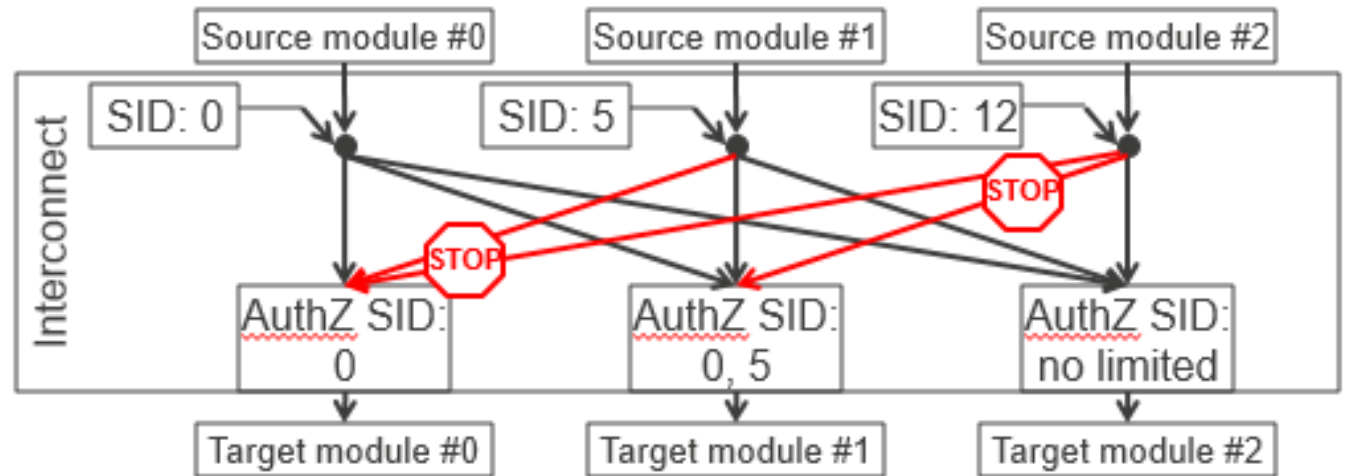 Source module #0
Source module #1
Source module #2
Interconnect
SID: 0
SID: 5
SID: 12
STOP
STOP
AuthZ SID:
0
AuthZ SID:
0, 5
AuthZ SID:
no limited
Target module #0
Target module #1
Target module #2